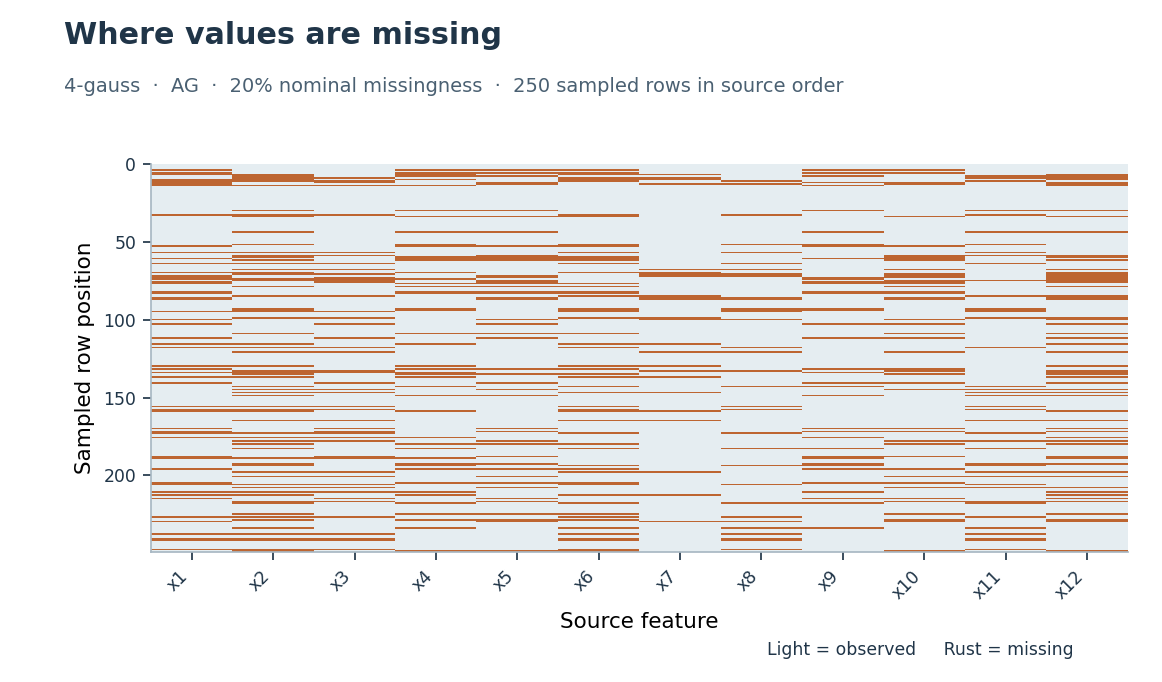 Where values are missing
4-gauss · AG · 20% nominal missingness · 250 sampled rows in source order
0
50
100
150
200
Sampled row position
x1 x2 x3 x4 x5 x6 x7 x8 x9 x10 x11 x12
Source feature
Light = observed Rust = missing